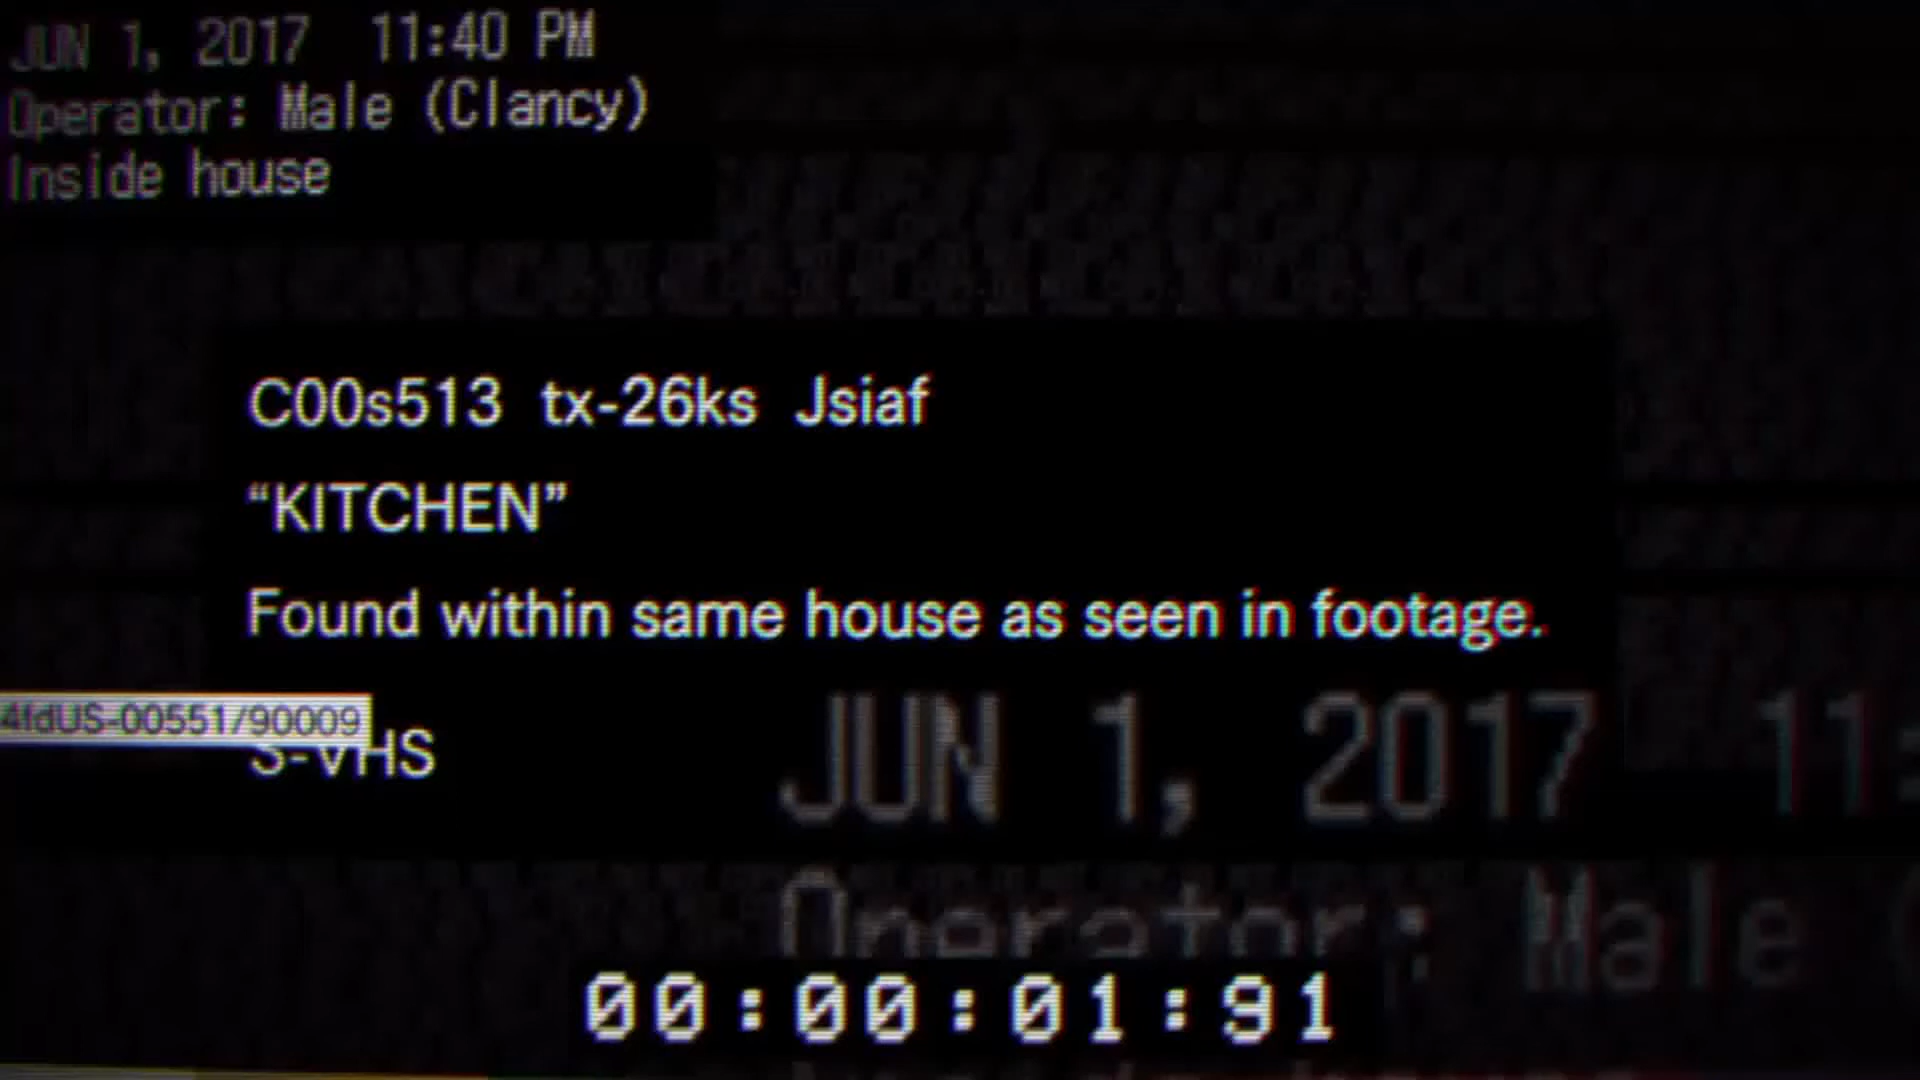 JUN 1, 2017 11:40 PM
Operator: Male (Clancy)
Inside house
C00s513 tx-26ks Jsiaf
“KITCHEN”
Found within same house as seen in footage.
4fdUS-00551/90009
S-VHS
JUN 1, 2017 11:
Operator: Male (
00:00:01:91